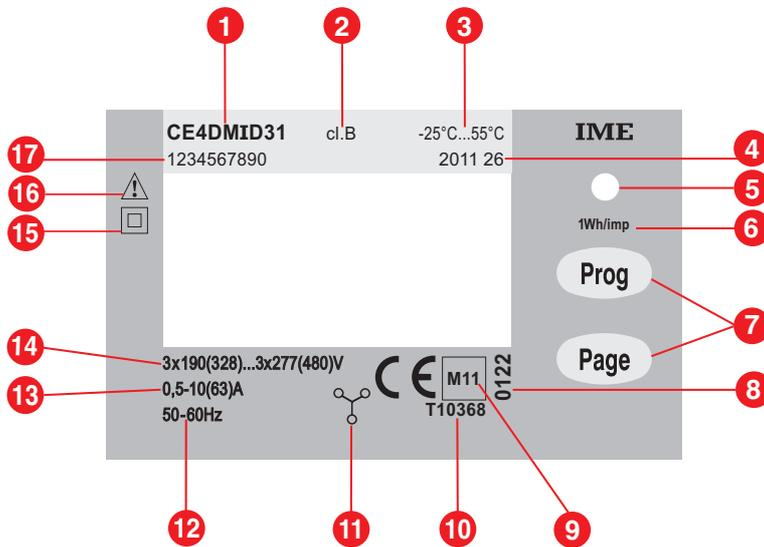 1 2 3
CE4DMID31 cl.B -25°C...55°C IME
17 1234567890 2011 26 4
16 5
15 1Wh/imp 6
Prog
7
Page
14 3x190(328)...3x277(480)V
13 0,5-10(63)A CE M11 0122 8
50-60Hz T10368
12 11 10 9